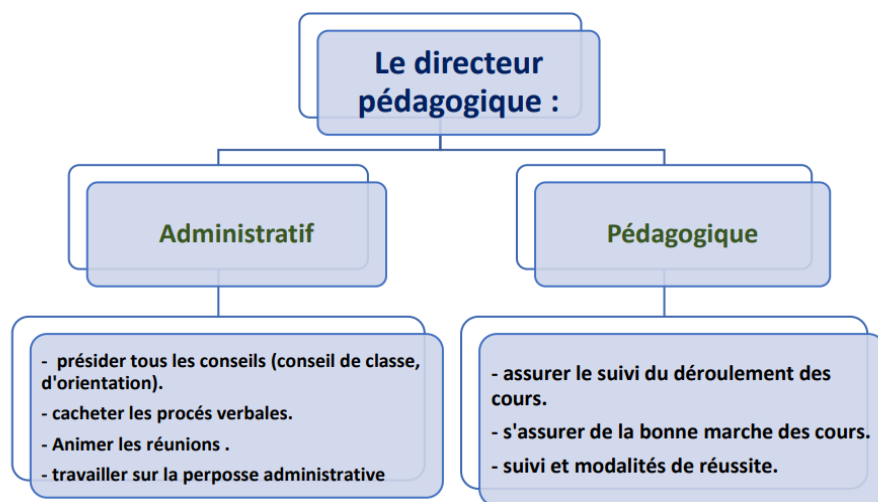 Le directeur
pédagogique :
Administratif
Pédagogique
- présider tous les conseils (conseil de classe,
d'orientation).
- cacheter les procés verbales.
- Animer les réunions .
- travailler sur la perposse administrative
- assurer le suivi du déroulement des
cours.
- s'assurer de la bonne marche des cours.
- suivi et modalités de réussite.